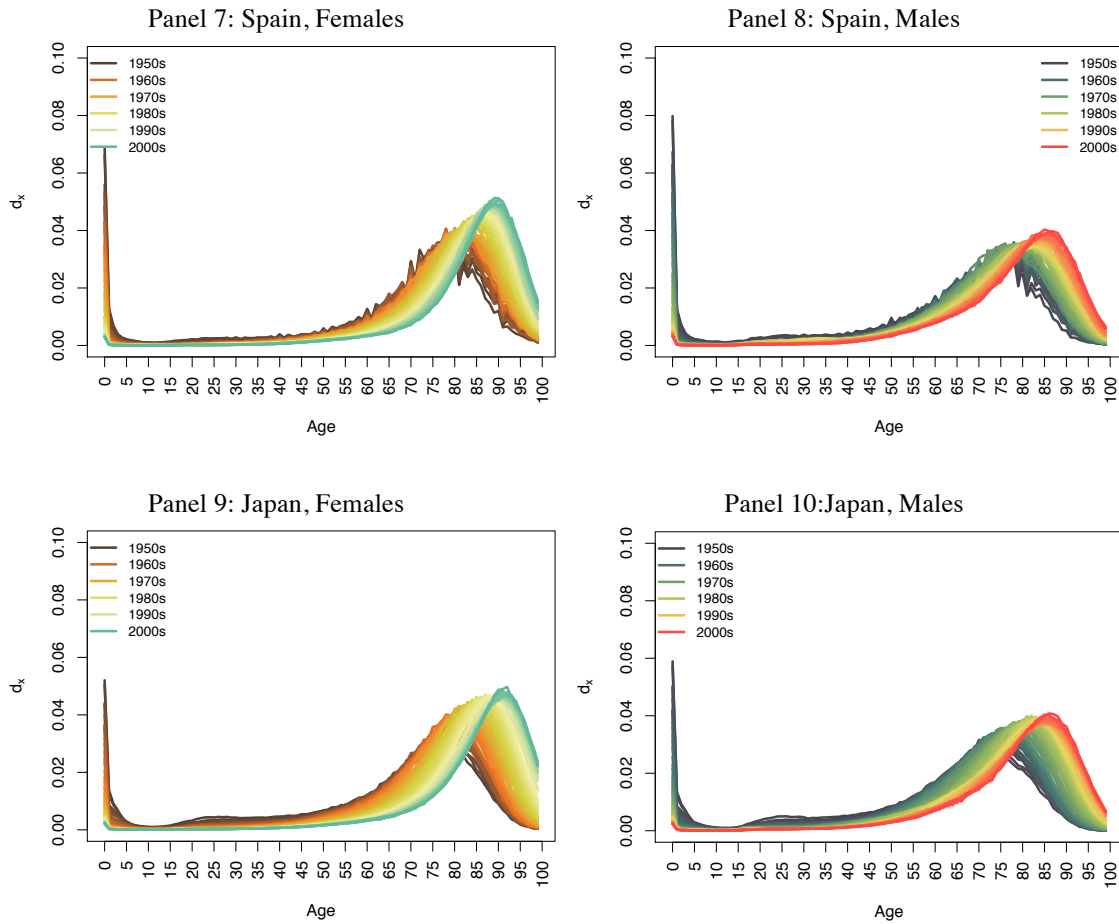 Panel 7: Spain, Females
0.10
0.08
0.06
0.04
0.02
0.00
dx
1950s
1960s
1970s
1980s
1990s
2000s
0 5 10 15 20 25 30 35 40 45 50 55 60 65 70 75 80 85 90 95 100
Age
Panel 8: Spain, Males
0.10
0.08
0.06
0.04
0.02
0.00
dx
1950s
1960s
1970s
1980s
1990s
2000s
0 5 10 15 20 25 30 35 40 45 50 55 60 65 70 75 80 85 90 95 100
Age
Panel 9: Japan, Females
0.10
0.08
0.06
0.04
0.02
0.00
dx
1950s
1960s
1970s
1980s
1990s
2000s
0 5 10 15 20 25 30 35 40 45 50 55 60 65 70 75 80 85 90 95 100
Age
Panel 10:Japan, Males
0.10
0.08
0.06
0.04
0.02
0.00
dx
1950s
1960s
1970s
1980s
1990s
2000s
0 5 10 15 20 25 30 35 40 45 50 55 60 65 70 75 80 85 90 95 100
Age